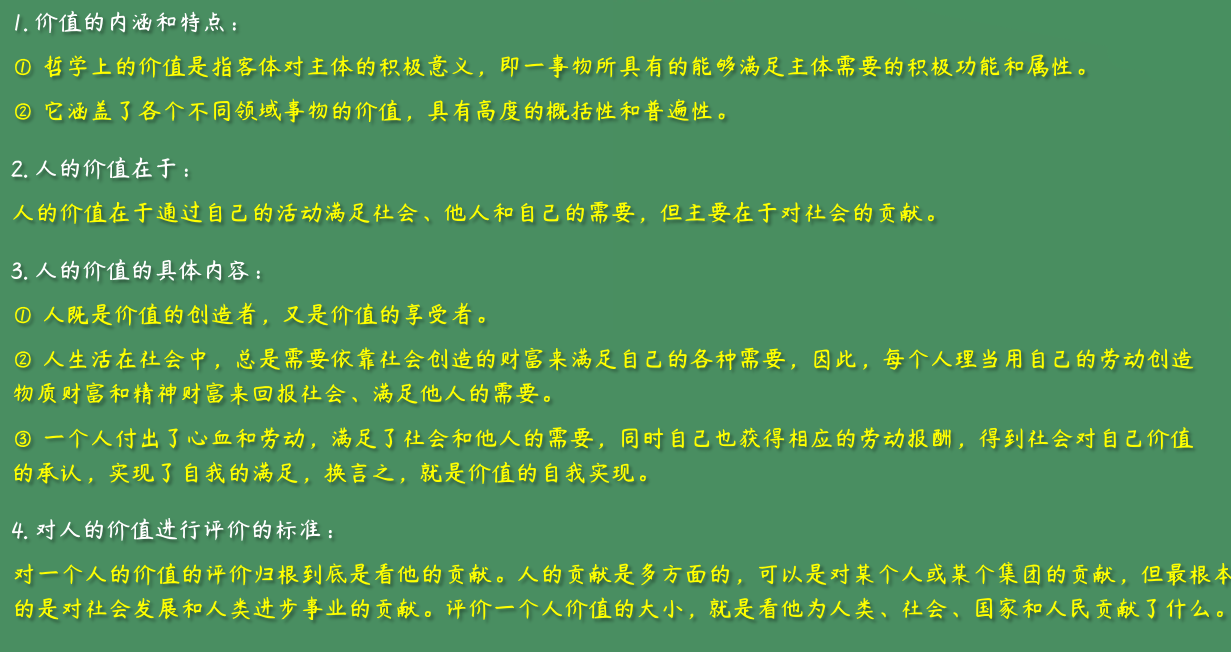 1. 价值的内涵和特点：
① 哲学上的价值是指客体对主体的积极意义，即一事物所具有的能够满足主体需要的积极功能和属性。
② 它涵盖了各个不同领域事物的价值，具有高度的概括性和普遍性。
2. 人的价值在于：
人的价值在于通过自己的活动满足社会、他人和自己的需要，但主要在于对社会的贡献。
3. 人的价值的具体内容：
① 人既是价值的创造者，又是价值的享受者。
② 人生活在社会中，总是需要依靠社会创造的财富来满足自己的各种需要，因此，每个人理当用自己的劳动创造
物质财富和精神财富来回报社会、满足他人的需要。
③ 一个人付出了心血和劳动，满足了社会和他人的需要，同时自己也获得相应的劳动报酬，得到社会对自己价值
的承认，实现了自我的满足，换言之，就是价值的自我实现。
4. 对人的价值进行评价的标准：
对一个人的价值的评价归根到底是看他的贡献。人的贡献是多方面的，可以是对某个人或某个集团的贡献，但最根本
的是对社会发展和人类进步事业的贡献。评价一个人价值的大小，就是看他为人类、社会、国家和人民贡献了什么。